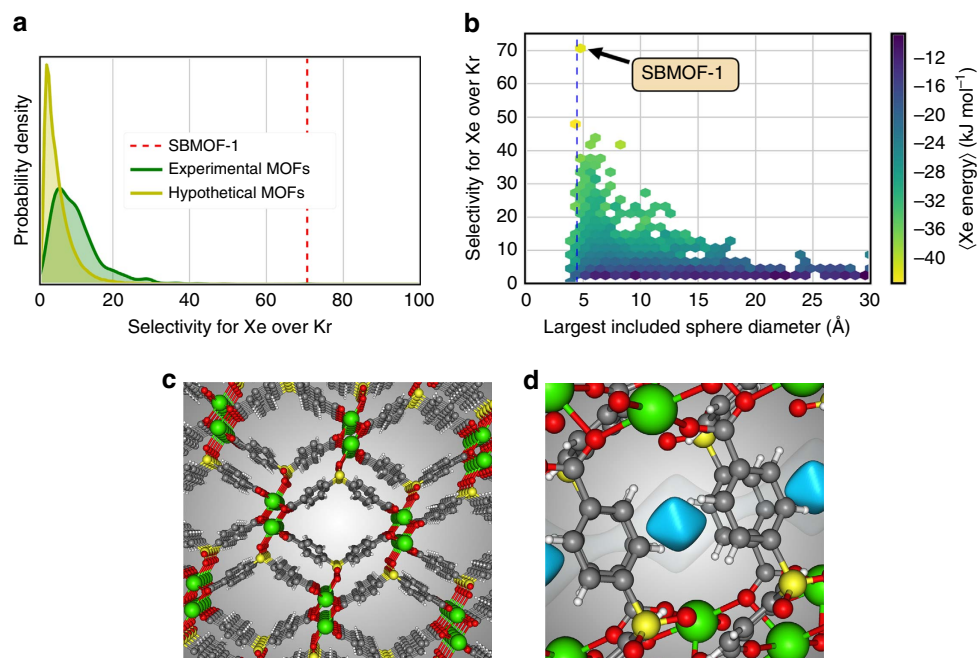 a
Probability density
SBMOF-1
Experimental MOFs
Hypothetical MOFs
0 20 40 60 80 100
Selectivity for Xe over Kr
b
Selectivity for Xe over Kr
70
60
50
40
30
20
10
0
SBMOF-1
0 5 10 15 20 25 30
Largest included sphere diameter (Å)
−12
−16
−20
−24
−28
−32
−36
−40
⟨Xe energy⟩ (kJ mol⁻¹)
c
d